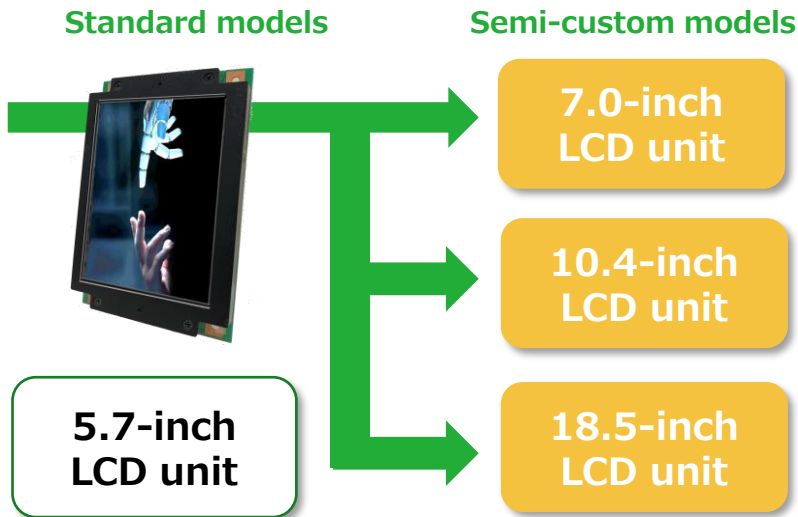 Standard models
Semi-custom models
7.0-inch
LCD unit
10.4-inch
LCD unit
5.7-inch
LCD unit
18.5-inch
LCD unit